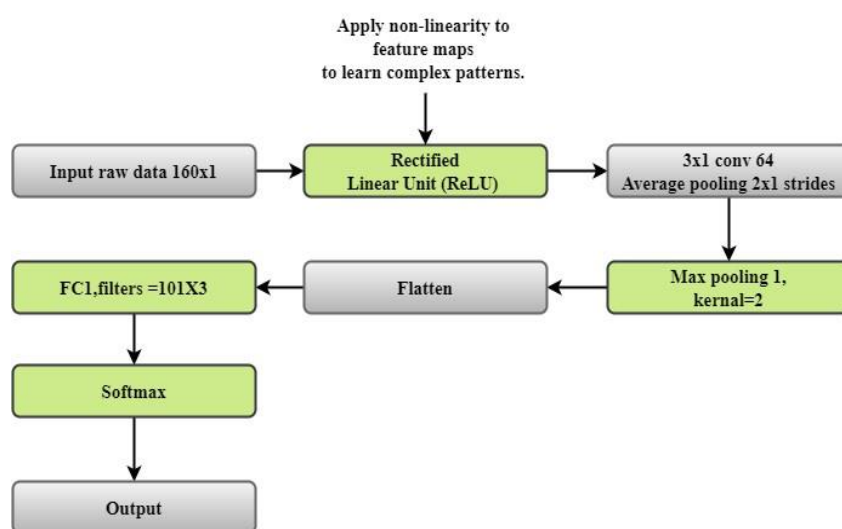 Apply non-linearity to
feature maps
to learn complex patterns.
Input raw data 160x1
Rectified
Linear Unit (ReLU)
3x1 conv 64
Average pooling 2x1 strides
FC1,filters =101X3
Flatten
Max pooling 1,
kernal=2
Softmax
Output